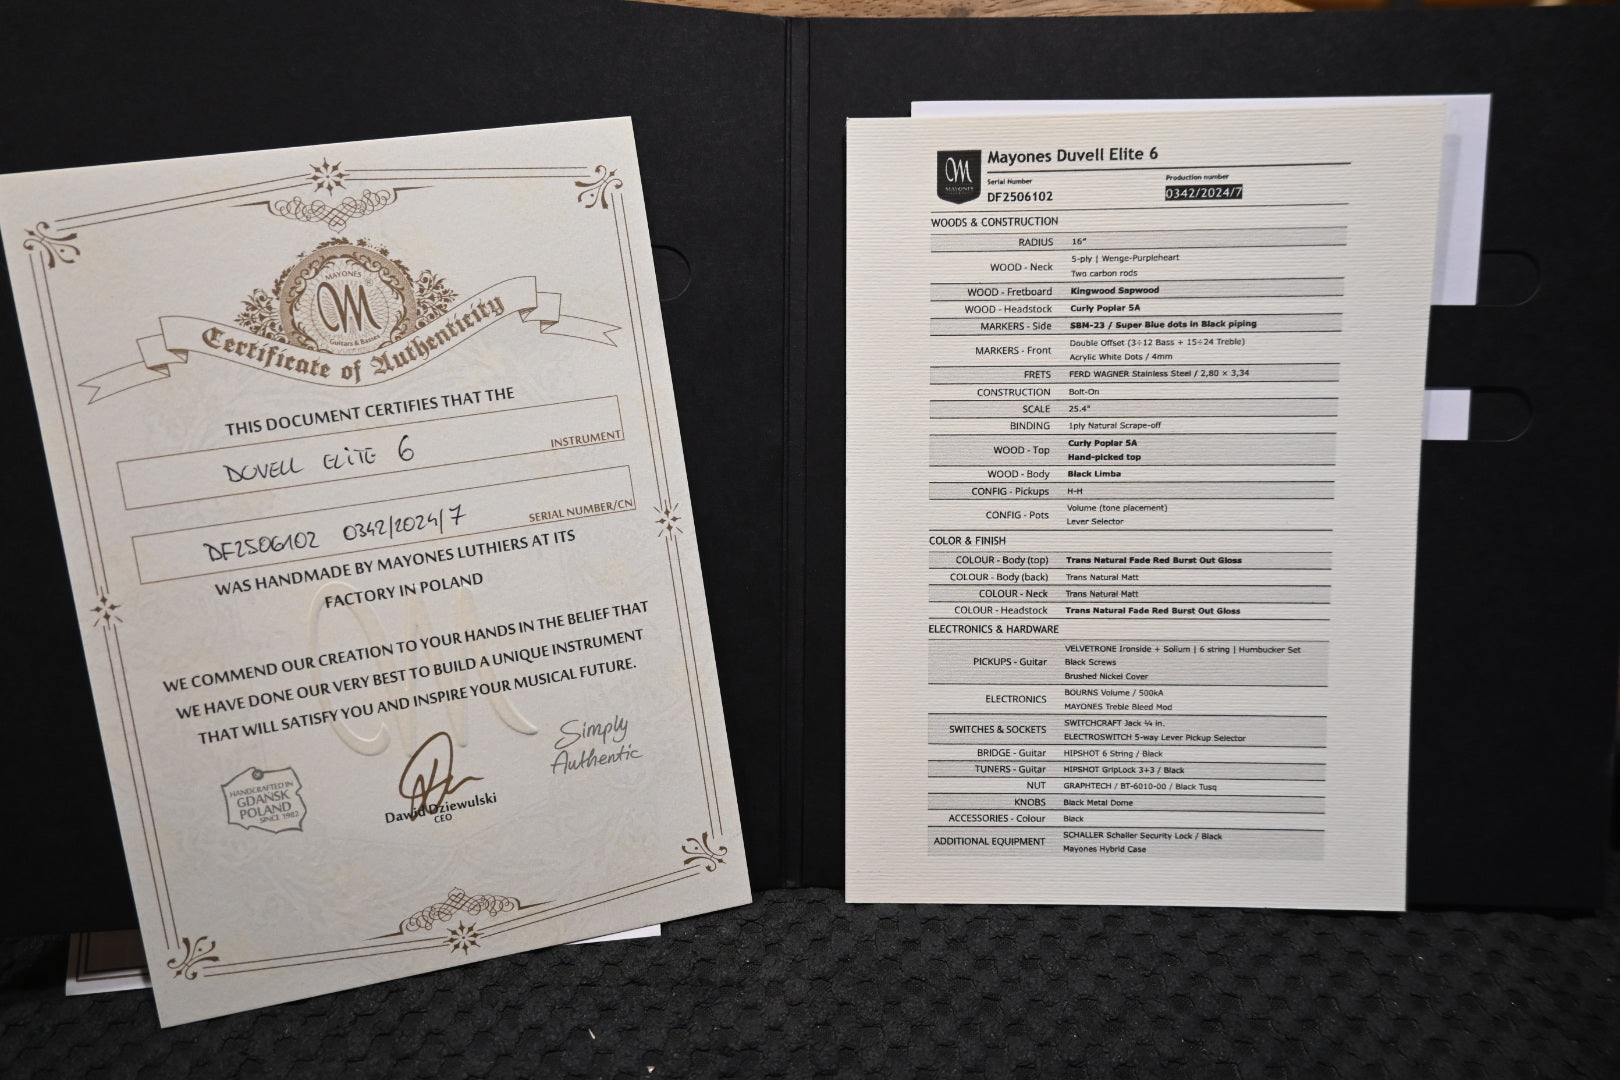 MAYONES
M
®
Guitars & Basses
Certificate of Authenticity
THIS DOCUMENT CERTIFIES THAT THE
DUVELL ELITE 6
INSTRUMENT
DF2506102 0342/2024/7
SERIAL NUMBER/CN
WAS HANDMADE BY MAYONES LUTHIERS AT ITS
FACTORY IN POLAND
WE COMMEND OUR CREATION TO YOUR HANDS IN THE BELIEF THAT
WE HAVE DONE OUR VERY BEST TO BUILD A UNIQUE INSTRUMENT
THAT WILL SATISFY YOU AND INSPIRE YOUR MUSICAL FUTURE.
HANDCRAFTED IN
GDAŃSK
POLAND
SINCE 1982
Dawid Dziewulski
CEO
Simply
Authentic
M
MAYONES
Mayones Duvell Elite 6
Serial Number
Production number
DF2506102
0342/2024/7
WOODS & CONSTRUCTION
RADIUS 16"
WOOD - Neck 5-ply | Wenge-Purpleheart
Two carbon rods
WOOD - Fretboard Kingwood Sapwood
WOOD - Headstock Curly Poplar 5A
MARKERS - Side SBM-23 / Super Blue dots in Black piping
MARKERS - Front Double Offset (3÷12 Bass + 15÷24 Treble)
Acrylic White Dots / 4mm
FRETS FERD WAGNER Stainless Steel / 2,80 × 3,34
CONSTRUCTION Bolt-On
SCALE 25.4"
BINDING 1ply Natural Scrape-off
WOOD - Top Curly Poplar 5A
Hand-picked top
WOOD - Body Black Limba
CONFIG - Pickups H-H
CONFIG - Pots Volume (tone placement)
Lever Selector
COLOR & FINISH
COLOUR - Body (top) Trans Natural Fade Red Burst Out Gloss
COLOUR - Body (back) Trans Natural Matt
COLOUR - Neck Trans Natural Matt
COLOUR - Headstock Trans Natural Fade Red Burst Out Gloss
ELECTRONICS & HARDWARE
PICKUPS - Guitar VELVETRONE Ironside + Solium | 6 string | Humbucker Set
Black Screws
Brushed Nickel Cover
ELECTRONICS BOURNS Volume / 500kA
MAYONES Treble Bleed Mod
SWITCHES & SOCKETS SWITCHCRAFT Jack ¼ in.
ELECTROSWITCH 5-way Lever Pickup Selector
BRIDGE - Guitar HIPSHOT 6 String / Black
TUNERS - Guitar HIPSHOT GripLock 3+3 / Black
NUT GRAPHTECH / BT-6010-00 / Black Tusq
KNOBS Black Metal Dome
ACCESSORIES - Colour Black
ADDITIONAL EQUIPMENT SCHALLER Schaller Security Lock / Black
Mayones Hybrid Case